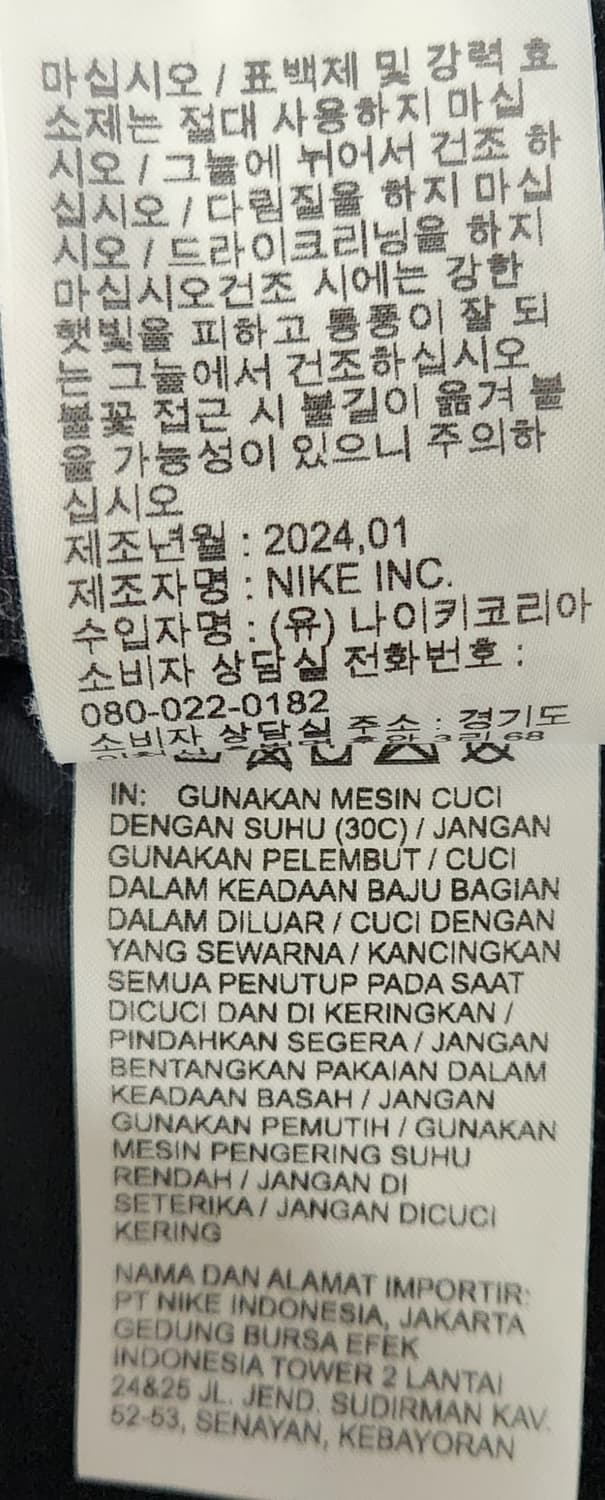 마십시오 / 표백제 및 강력 효
소제는 절대 사용하지 마십
시오 / 그늘에 뉘어서 건조 하
십시오 / 다림질을 하지 마십
시오 / 드라이크리닝을 하지
마십시오건조 시에는 강한
햇빛을 피하고 통풍이 잘 되
는 그늘에서 건조하십시오
불꽃 접근 시 불길이 옮겨 붙
을 가능성이 있으니 주의하
십시오
제조년월 : 2024,01
제조자명 : NIKE INC.
수입자명 : (유) 나이키코리아
소비자 상담실 전화번호 :
080-022-0182
소비자 상담실 주소 : 경기도
IN: GUNAKAN MESIN CUCI
DENGAN SUHU (30C) / JANGAN
GUNAKAN PELEMBUT / CUCI
DALAM KEADAAN BAJU BAGIAN
DALAM DILUAR / CUCI DENGAN
YANG SEWARNA / KANCINGKAN
SEMUA PENUTUP PADA SAAT
DICUCI DAN DI KERINGKAN /
PINDAHKAN SEGERA / JANGAN
BENTANGKAN PAKAIAN DALAM
KEADAAN BASAH / JANGAN
GUNAKAN PEMUTIH / GUNAKAN
MESIN PENGERING SUHU
RENDAH / JANGAN DI
SETERIKA / JANGAN DICUCI
KERING
NAMA DAN ALAMAT IMPORTIR:
PT NIKE INDONESIA, JAKARTA
GEDUNG BURSA EFEK
INDONESIA TOWER 2 LANTAI
24&25 JL. JEND. SUDIRMAN KAV.
52-53, SENAYAN, KEBAYORAN